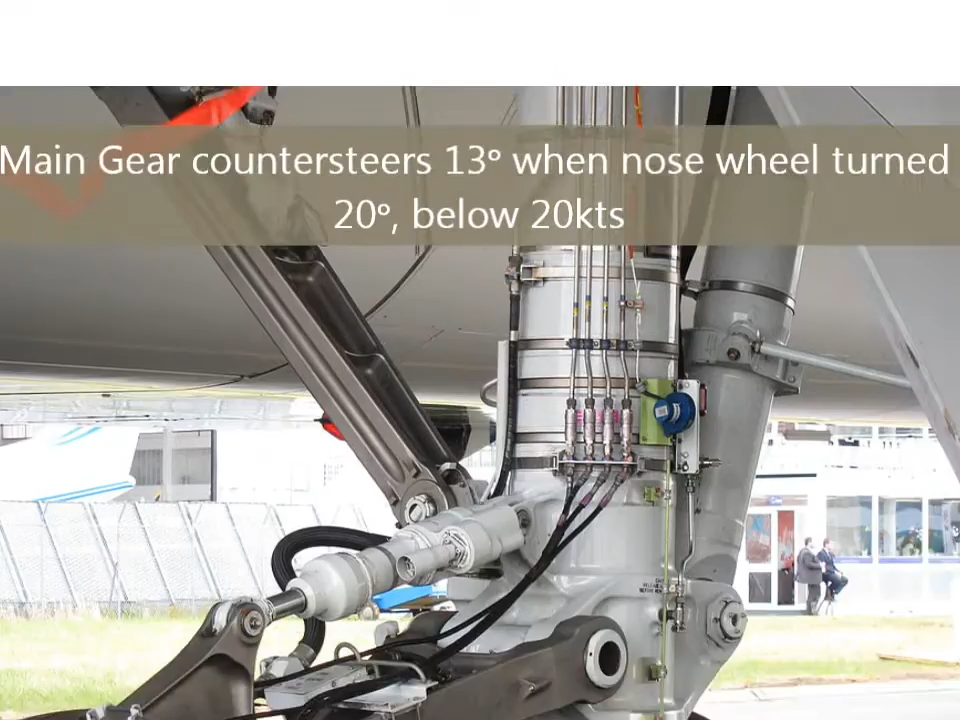 Main Gear countersteers 13° when nose wheel turned
20°, below 20kts